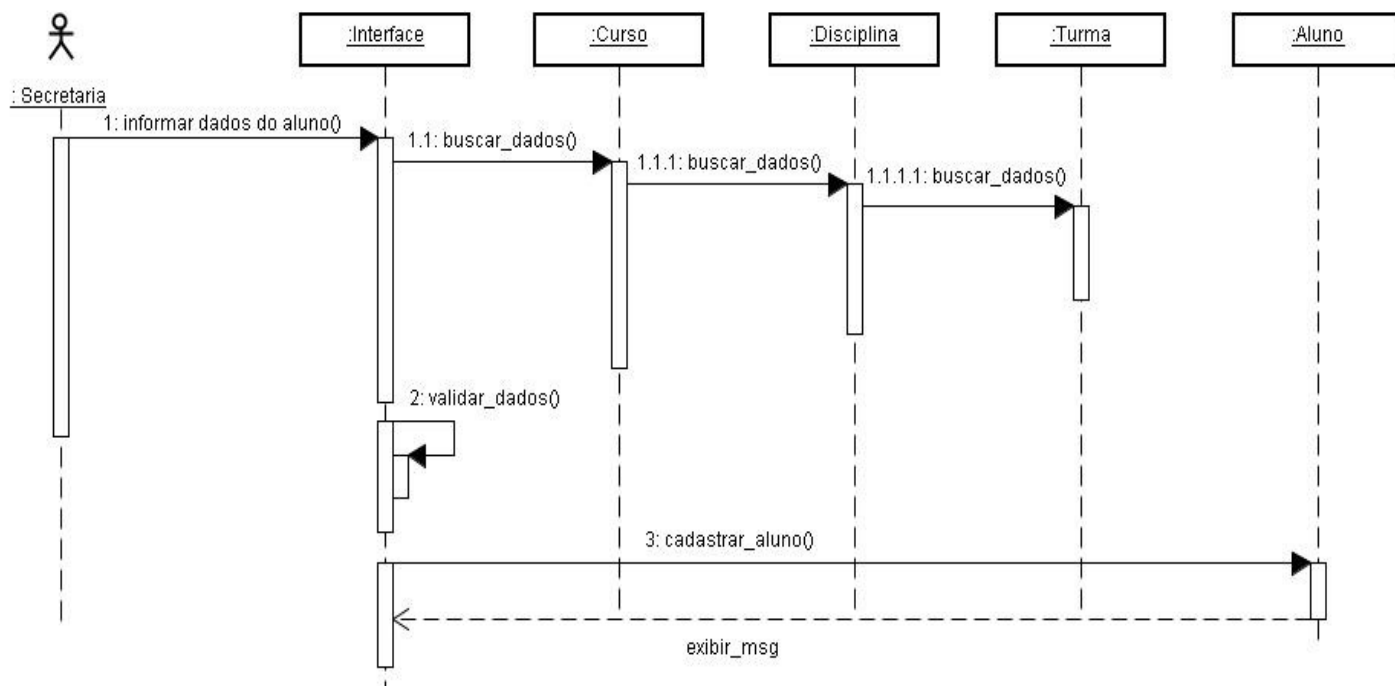 :Interface
:Curso
:Disciplina
:Turma
:Aluno
: Secretaria
1: informar dados do aluno()
1.1: buscar_dados()
1.1.1: buscar_dados()
1.1.1.1: buscar_dados()
2: validar_dados()
3: cadastrar_aluno()
exibir_msg